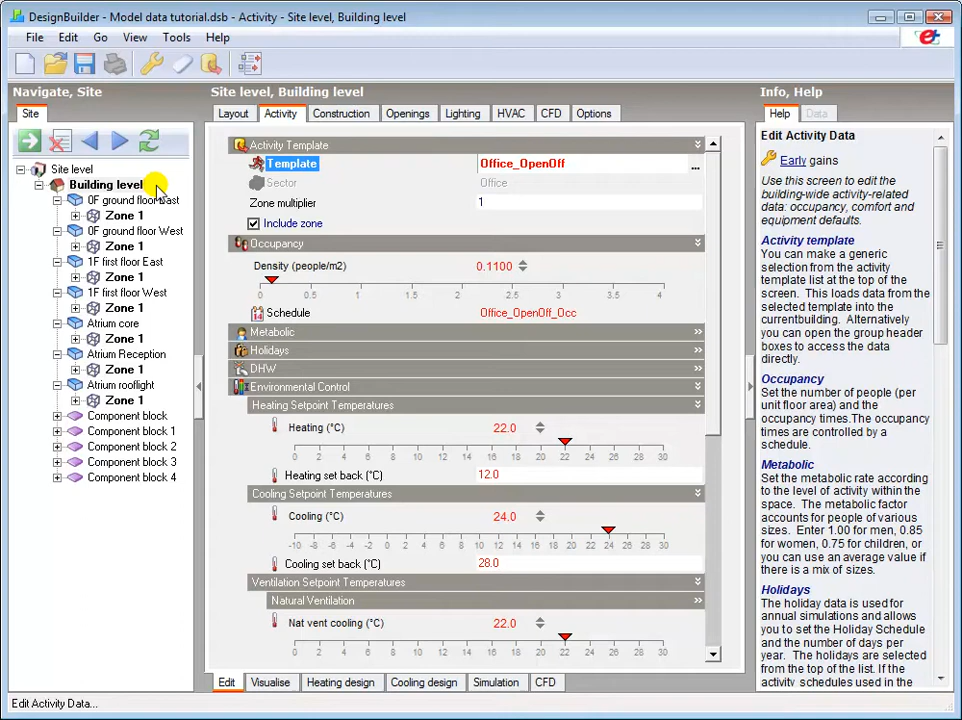 DesignBuilder - Model data tutorial.dsb - Activity - Site level, Building level
File Edit Go View Tools Help
Navigate, Site
Site
Site level
Building level
0F ground floor East
Zone 1
0F ground floor West
Zone 1
1F first floor East
Zone 1
1F first floor West
Zone 1
Atrium core
Zone 1
Atrium Reception
Zone 1
Atrium rooflight
Zone 1
Component block
Component block 1
Component block 2
Component block 3
Component block 4
Site level, Building level
Layout Activity Construction Openings Lighting HVAC CFD Options
Activity Template
Template Office_OpenOff ...
Sector Office
Zone multiplier 1
Include zone
Occupancy
Density (people/m2) 0.1100
0 0.5 1 1.5 2 2.5 3 3.5 4
Schedule Office_OpenOff_Occ
Metabolic
Holidays
DHW
Environmental Control
Heating Setpoint Temperatures
Heating (°C) 22.0
0 2 4 6 8 10 12 14 16 18 20 22 24 26 28 30
Heating set back (°C) 12.0
Cooling Setpoint Temperatures
Cooling (°C) 24.0
-10 -8 -6 -4 -2 0 2 4 6 8 10 12 14 16 18 20 22 24 26 28 30
Cooling set back (°C) 28.0
Ventilation Setpoint Temperatures
Natural Ventilation
Nat vent cooling (°C) 22.0
0 2 4 6 8 10 12 14 16 18 20 22 24 26 28 30
Edit Visualise Heating design Cooling design Simulation CFD
Info, Help
Help Data
Edit Activity Data
Early gains
Use this screen to edit the
building-wide activity-related
data: occupancy, comfort and
equipment defaults.
Activity template
You can make a generic
selection from the activity
template list at the top of the
screen. This loads data from the
selected template into the
currentbuilding. Alternatively
you can open the group header
boxes to access the data
directly.
Occupancy
Set the number of people (per
unit floor area) and the
occupancy times.The occupancy
times are controlled by a
schedule.
Metabolic
Set the metabolic rate according
to the level of activity within the
space. The metabolic factor
accounts for people of various
sizes. Enter 1.00 for men, 0.85
for women, 0.75 for children, or
you can use an average value if
there is a mix of sizes.
Holidays
The holiday data is used for
annual simulations and allows
you to set the Holiday Schedule
and the number of days per
year. The holidays are selected
from the top of the list. If the
activity schedules used in the
Edit Activity Data...